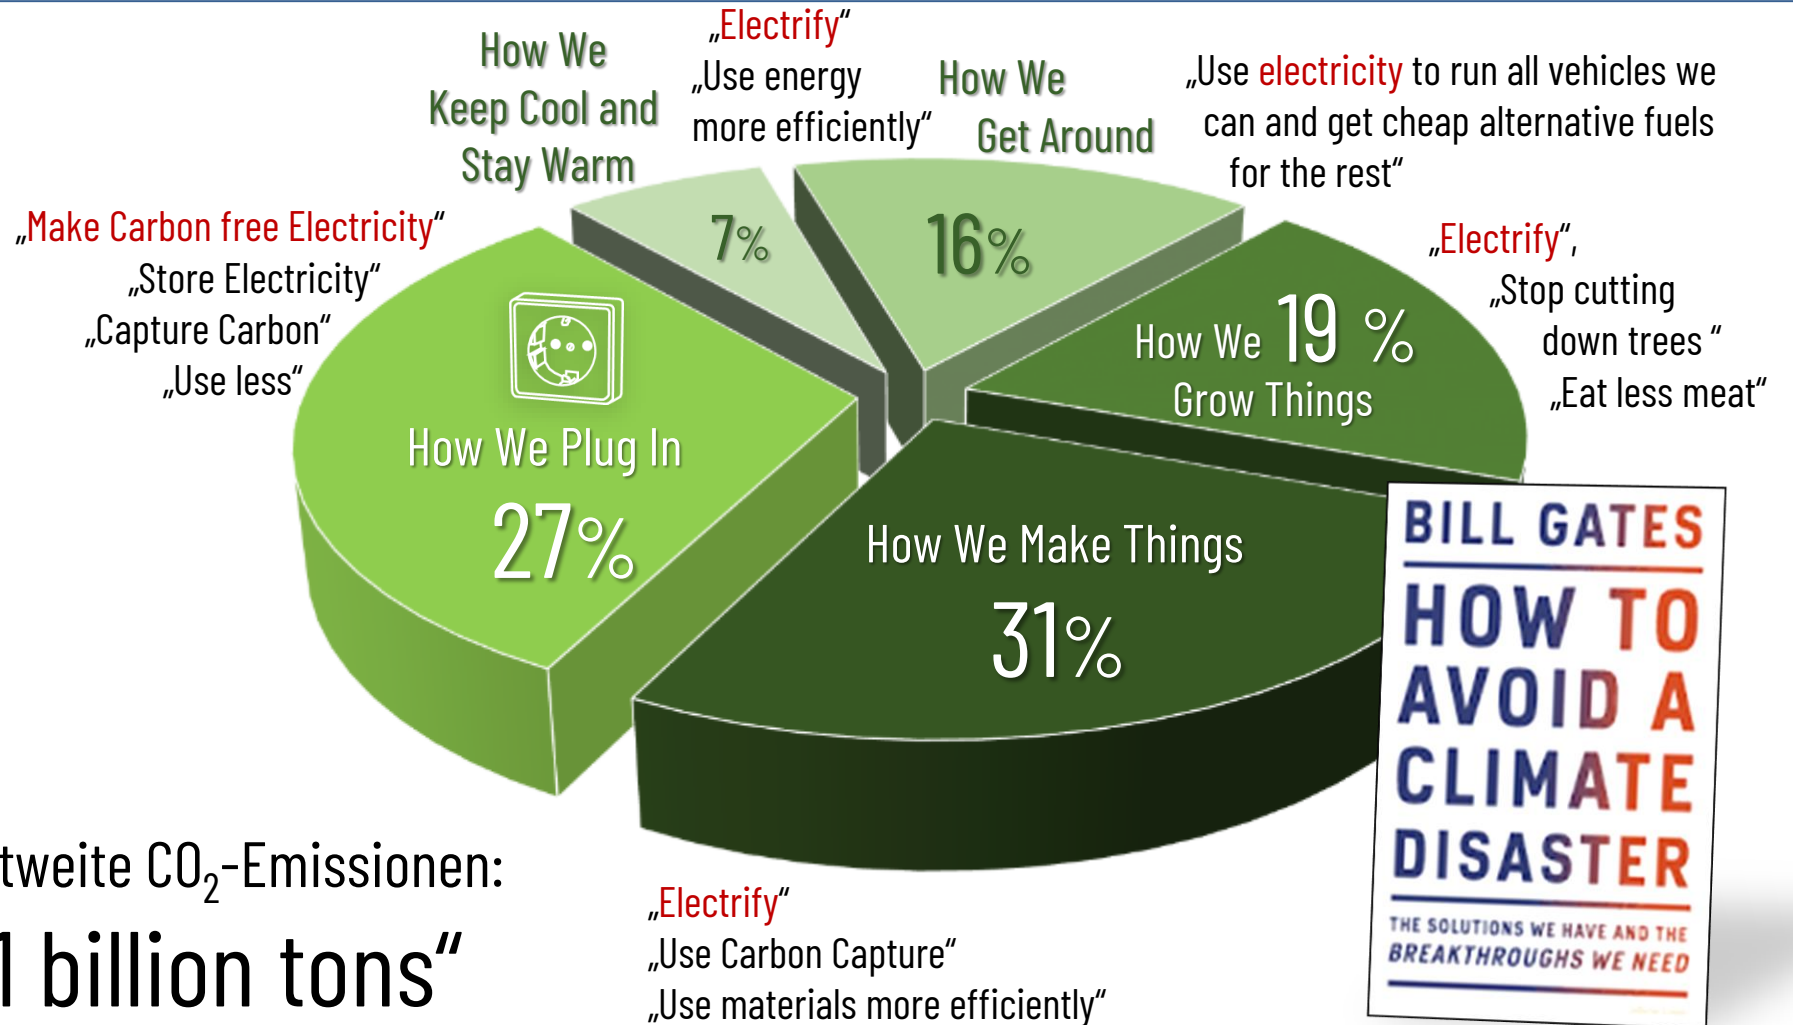 How We
Keep Cool and
Stay Warm
„Electrify“
„Use energy
more efficiently“
How We
Get Around
„Use electricity to run all vehicles we
can and get cheap alternative fuels
for the rest“
„Make Carbon free Electricity“
„Store Electricity“
„Capture Carbon“
„Use less“
7%
16%
„Electrify“,
„Stop cutting
down trees “
„Eat less meat“
How We 19 %
Grow Things
How We Plug In
27%
How We Make Things
31%
BILL GATES
HOW TO
AVOID A
CLIMATE
DISASTER
THE SOLUTIONS WE HAVE AND THE
BREAKTHROUGHS WE NEED
tweite CO₂-Emissionen:
1 billion tons“
„Electrify“
„Use Carbon Capture“
„Use materials more efficiently“